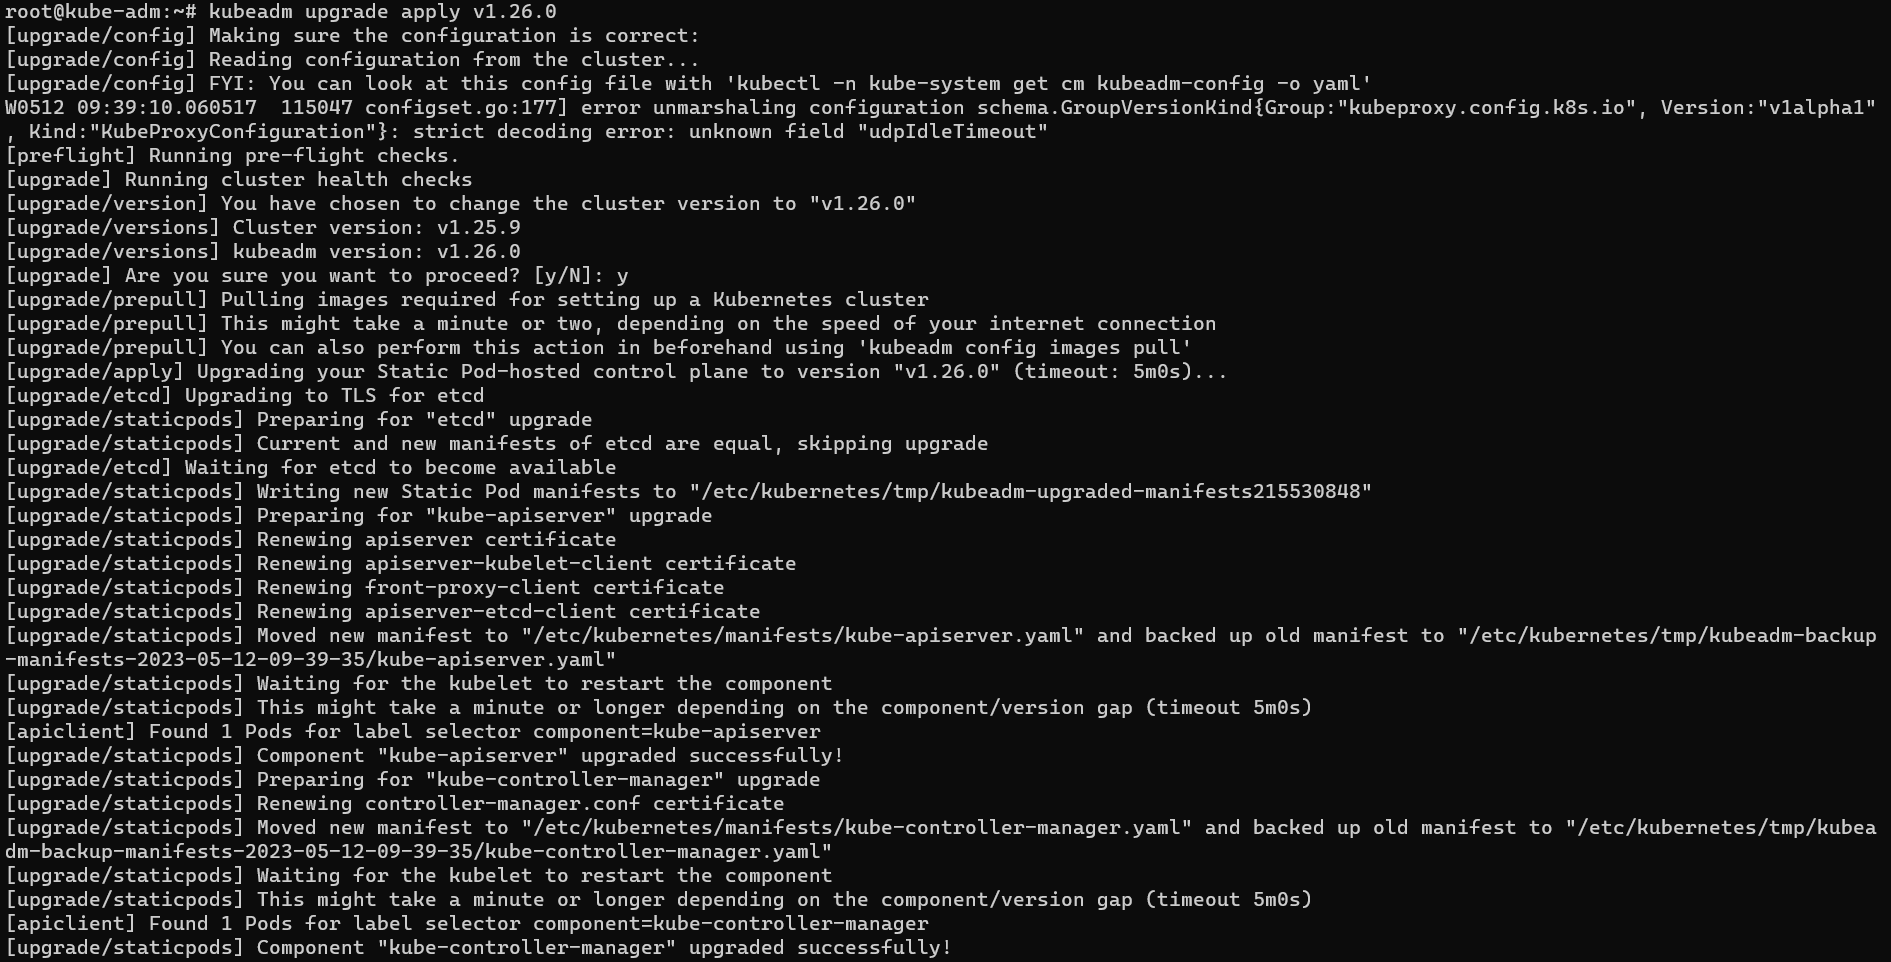 root@kube-adm:~# kubeadm upgrade apply v1.26.0
[upgrade/config] Making sure the configuration is correct:
[upgrade/config] Reading configuration from the cluster...
[upgrade/config] FYI: You can look at this config file with 'kubectl -n kube-system get cm kubeadm-config -o yaml'
W0512 09:39:10.060517  115047 configset.go:177] error unmarshaling configuration schema.GroupVersionKind{Group:"kubeproxy.config.k8s.io", Version:"v1alpha1"
, Kind:"KubeProxyConfiguration"}: strict decoding error: unknown field "udpIdleTimeout"
[preflight] Running pre-flight checks.
[upgrade] Running cluster health checks
[upgrade/version] You have chosen to change the cluster version to "v1.26.0"
[upgrade/versions] Cluster version: v1.25.9
[upgrade/versions] kubeadm version: v1.26.0
[upgrade] Are you sure you want to proceed? [y/N]: y
[upgrade/prepull] Pulling images required for setting up a Kubernetes cluster
[upgrade/prepull] This might take a minute or two, depending on the speed of your internet connection
[upgrade/prepull] You can also perform this action in beforehand using 'kubeadm config images pull'
[upgrade/apply] Upgrading your Static Pod-hosted control plane to version "v1.26.0" (timeout: 5m0s)...
[upgrade/etcd] Upgrading to TLS for etcd
[upgrade/staticpods] Preparing for "etcd" upgrade
[upgrade/staticpods] Current and new manifests of etcd are equal, skipping upgrade
[upgrade/etcd] Waiting for etcd to become available
[upgrade/staticpods] Writing new Static Pod manifests to "/etc/kubernetes/tmp/kubeadm-upgraded-manifests215530848"
[upgrade/staticpods] Preparing for "kube-apiserver" upgrade
[upgrade/staticpods] Renewing apiserver certificate
[upgrade/staticpods] Renewing apiserver-kubelet-client certificate
[upgrade/staticpods] Renewing front-proxy-client certificate
[upgrade/staticpods] Renewing apiserver-etcd-client certificate
[upgrade/staticpods] Moved new manifest to "/etc/kubernetes/manifests/kube-apiserver.yaml" and backed up old manifest to "/etc/kubernetes/tmp/kubeadm-backup
-manifests-2023-05-12-09-39-35/kube-apiserver.yaml"
[upgrade/staticpods] Waiting for the kubelet to restart the component
[upgrade/staticpods] This might take a minute or longer depending on the component/version gap (timeout 5m0s)
[apiclient] Found 1 Pods for label selector component=kube-apiserver
[upgrade/staticpods] Component "kube-apiserver" upgraded successfully!
[upgrade/staticpods] Preparing for "kube-controller-manager" upgrade
[upgrade/staticpods] Renewing controller-manager.conf certificate
[upgrade/staticpods] Moved new manifest to "/etc/kubernetes/manifests/kube-controller-manager.yaml" and backed up old manifest to "/etc/kubernetes/tmp/kubea
dm-backup-manifests-2023-05-12-09-39-35/kube-controller-manager.yaml"
[upgrade/staticpods] Waiting for the kubelet to restart the component
[upgrade/staticpods] This might take a minute or longer depending on the component/version gap (timeout 5m0s)
[apiclient] Found 1 Pods for label selector component=kube-controller-manager
[upgrade/staticpods] Component "kube-controller-manager" upgraded successfully!